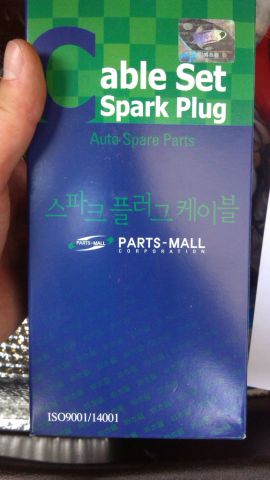 Cable Set
Spark Plug
Auto Spare Parts
스파크 플러그 케이블
PARTS-MALL
PARTS-MALL
CORPORATION
ISO9001/14001